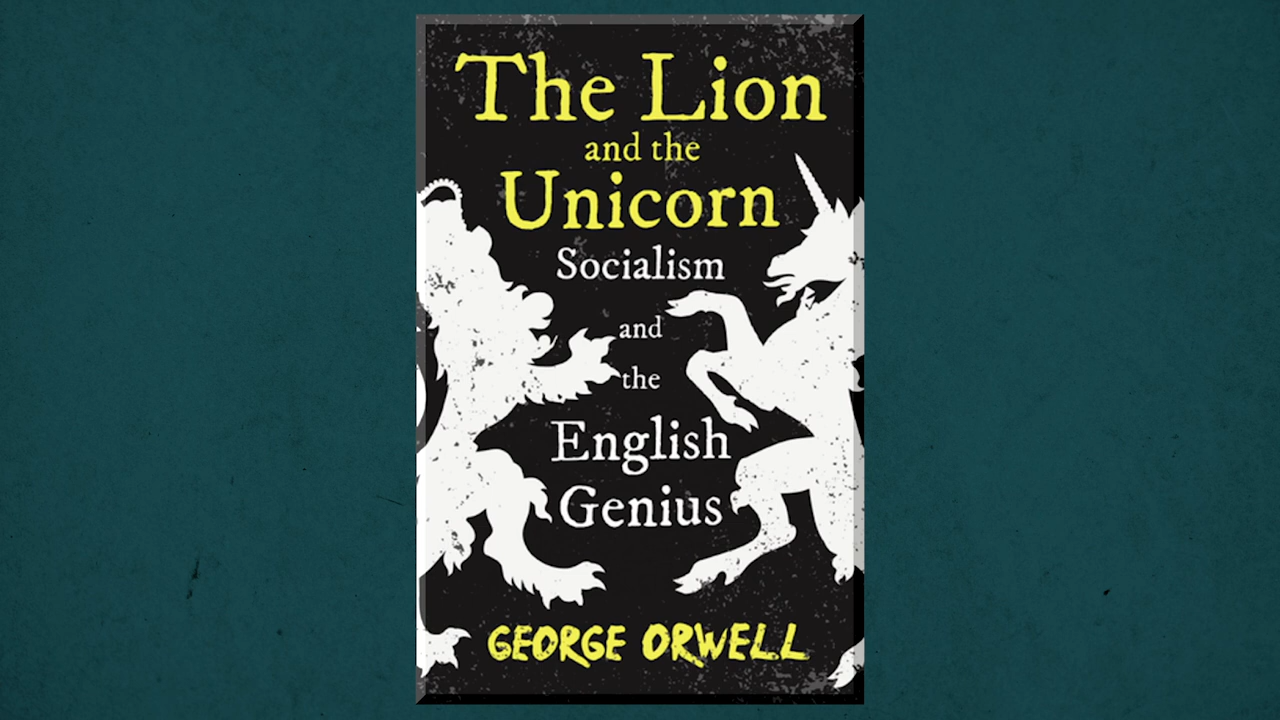 The Lion
and the
Unicorn
Socialism
and
the
English
Genius
GEORGE ORWELL